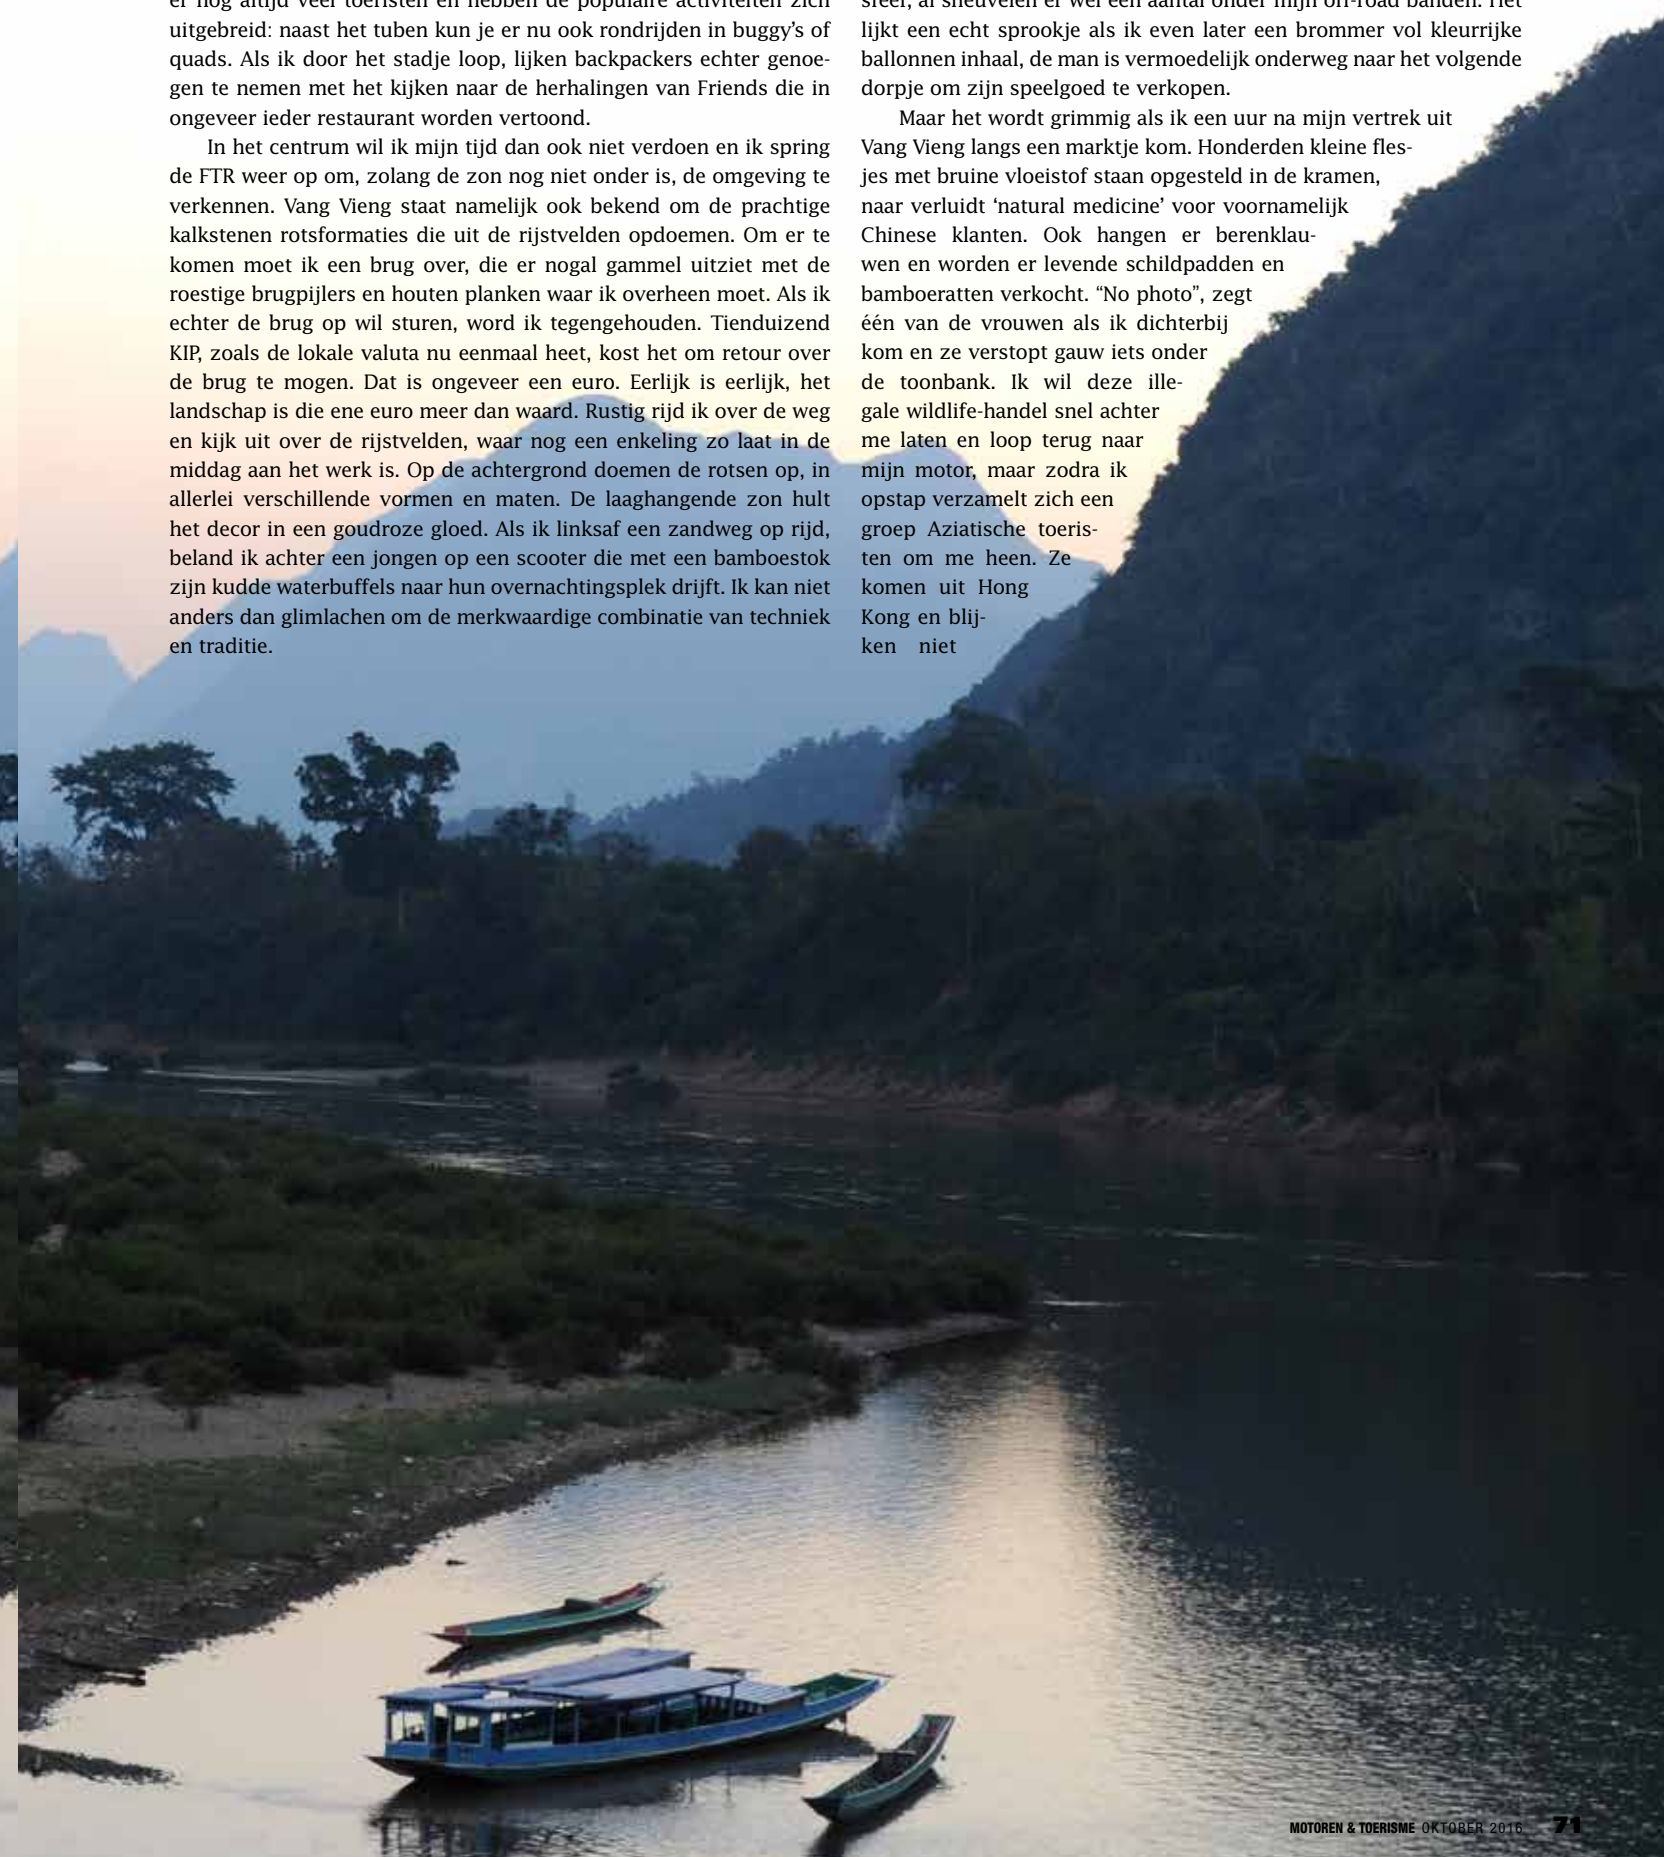 er nog altijd veel toeristen en hebben de populaire activiteiten zich
uitgebreid: naast het tuben kun je er nu ook rondrijden in buggy’s of
quads. Als ik door het stadje loop, lijken backpackers echter genoe-
gen te nemen met het kijken naar de herhalingen van Friends die in
ongeveer ieder restaurant worden vertoond.
In het centrum wil ik mijn tijd dan ook niet verdoen en ik spring
de FTR weer op om, zolang de zon nog niet onder is, de omgeving te
verkennen. Vang Vieng staat namelijk ook bekend om de prachtige
kalkstenen rotsformaties die uit de rijstvelden opdoemen. Om er te
komen moet ik een brug over, die er nogal gammel uitziet met de
roestige brugpijlers en houten planken waar ik overheen moet. Als ik
echter de brug op wil sturen, word ik tegengehouden. Tienduizend
KIP, zoals de lokale valuta nu eenmaal heet, kost het om retour over
de brug te mogen. Dat is ongeveer een euro. Eerlijk is eerlijk, het
landschap is die ene euro meer dan waard. Rustig rijd ik over de weg
en kijk uit over de rijstvelden, waar nog een enkeling zo laat in de
middag aan het werk is. Op de achtergrond doemen de rotsen op, in
allerlei verschillende vormen en maten. De laaghangende zon hult
het decor in een goudroze gloed. Als ik linksaf een zandweg op rijd,
beland ik achter een jongen op een scooter die met een bamboestok
zijn kudde waterbuffels naar hun overnachtingsplek drijft. Ik kan niet
anders dan glimlachen om de merkwaardige combinatie van techniek
en traditie.
sfeer, al sneuvelen er wel een aantal onder mijn off-road banden. Het
lijkt een echt sprookje als ik even later een brommer vol kleurrijke
ballonnen inhaal, de man is vermoedelijk onderweg naar het volgende
dorpje om zijn speelgoed te verkopen.
Maar het wordt grimmig als ik een uur na mijn vertrek uit
Vang Vieng langs een marktje kom. Honderden kleine fles-
jes met bruine vloeistof staan opgesteld in de kramen,
naar verluidt ‘natural medicine’ voor voornamelijk
Chinese klanten. Ook hangen er berenklau-
wen en worden er levende schildpadden en
bamboeratten verkocht. “No photo”, zegt
één van de vrouwen als ik dichterbij
kom en ze verstopt gauw iets onder
de toonbank. Ik wil deze ille-
gale wildlife-handel snel achter
me laten en loop terug naar
mijn motor, maar zodra ik
opstap verzamelt zich een
groep Aziatische toeris-
ten om me heen. Ze
komen uit Hong
Kong en blij-
ken niet
MOTOREN & TOERISME OKTOBER 2016 71